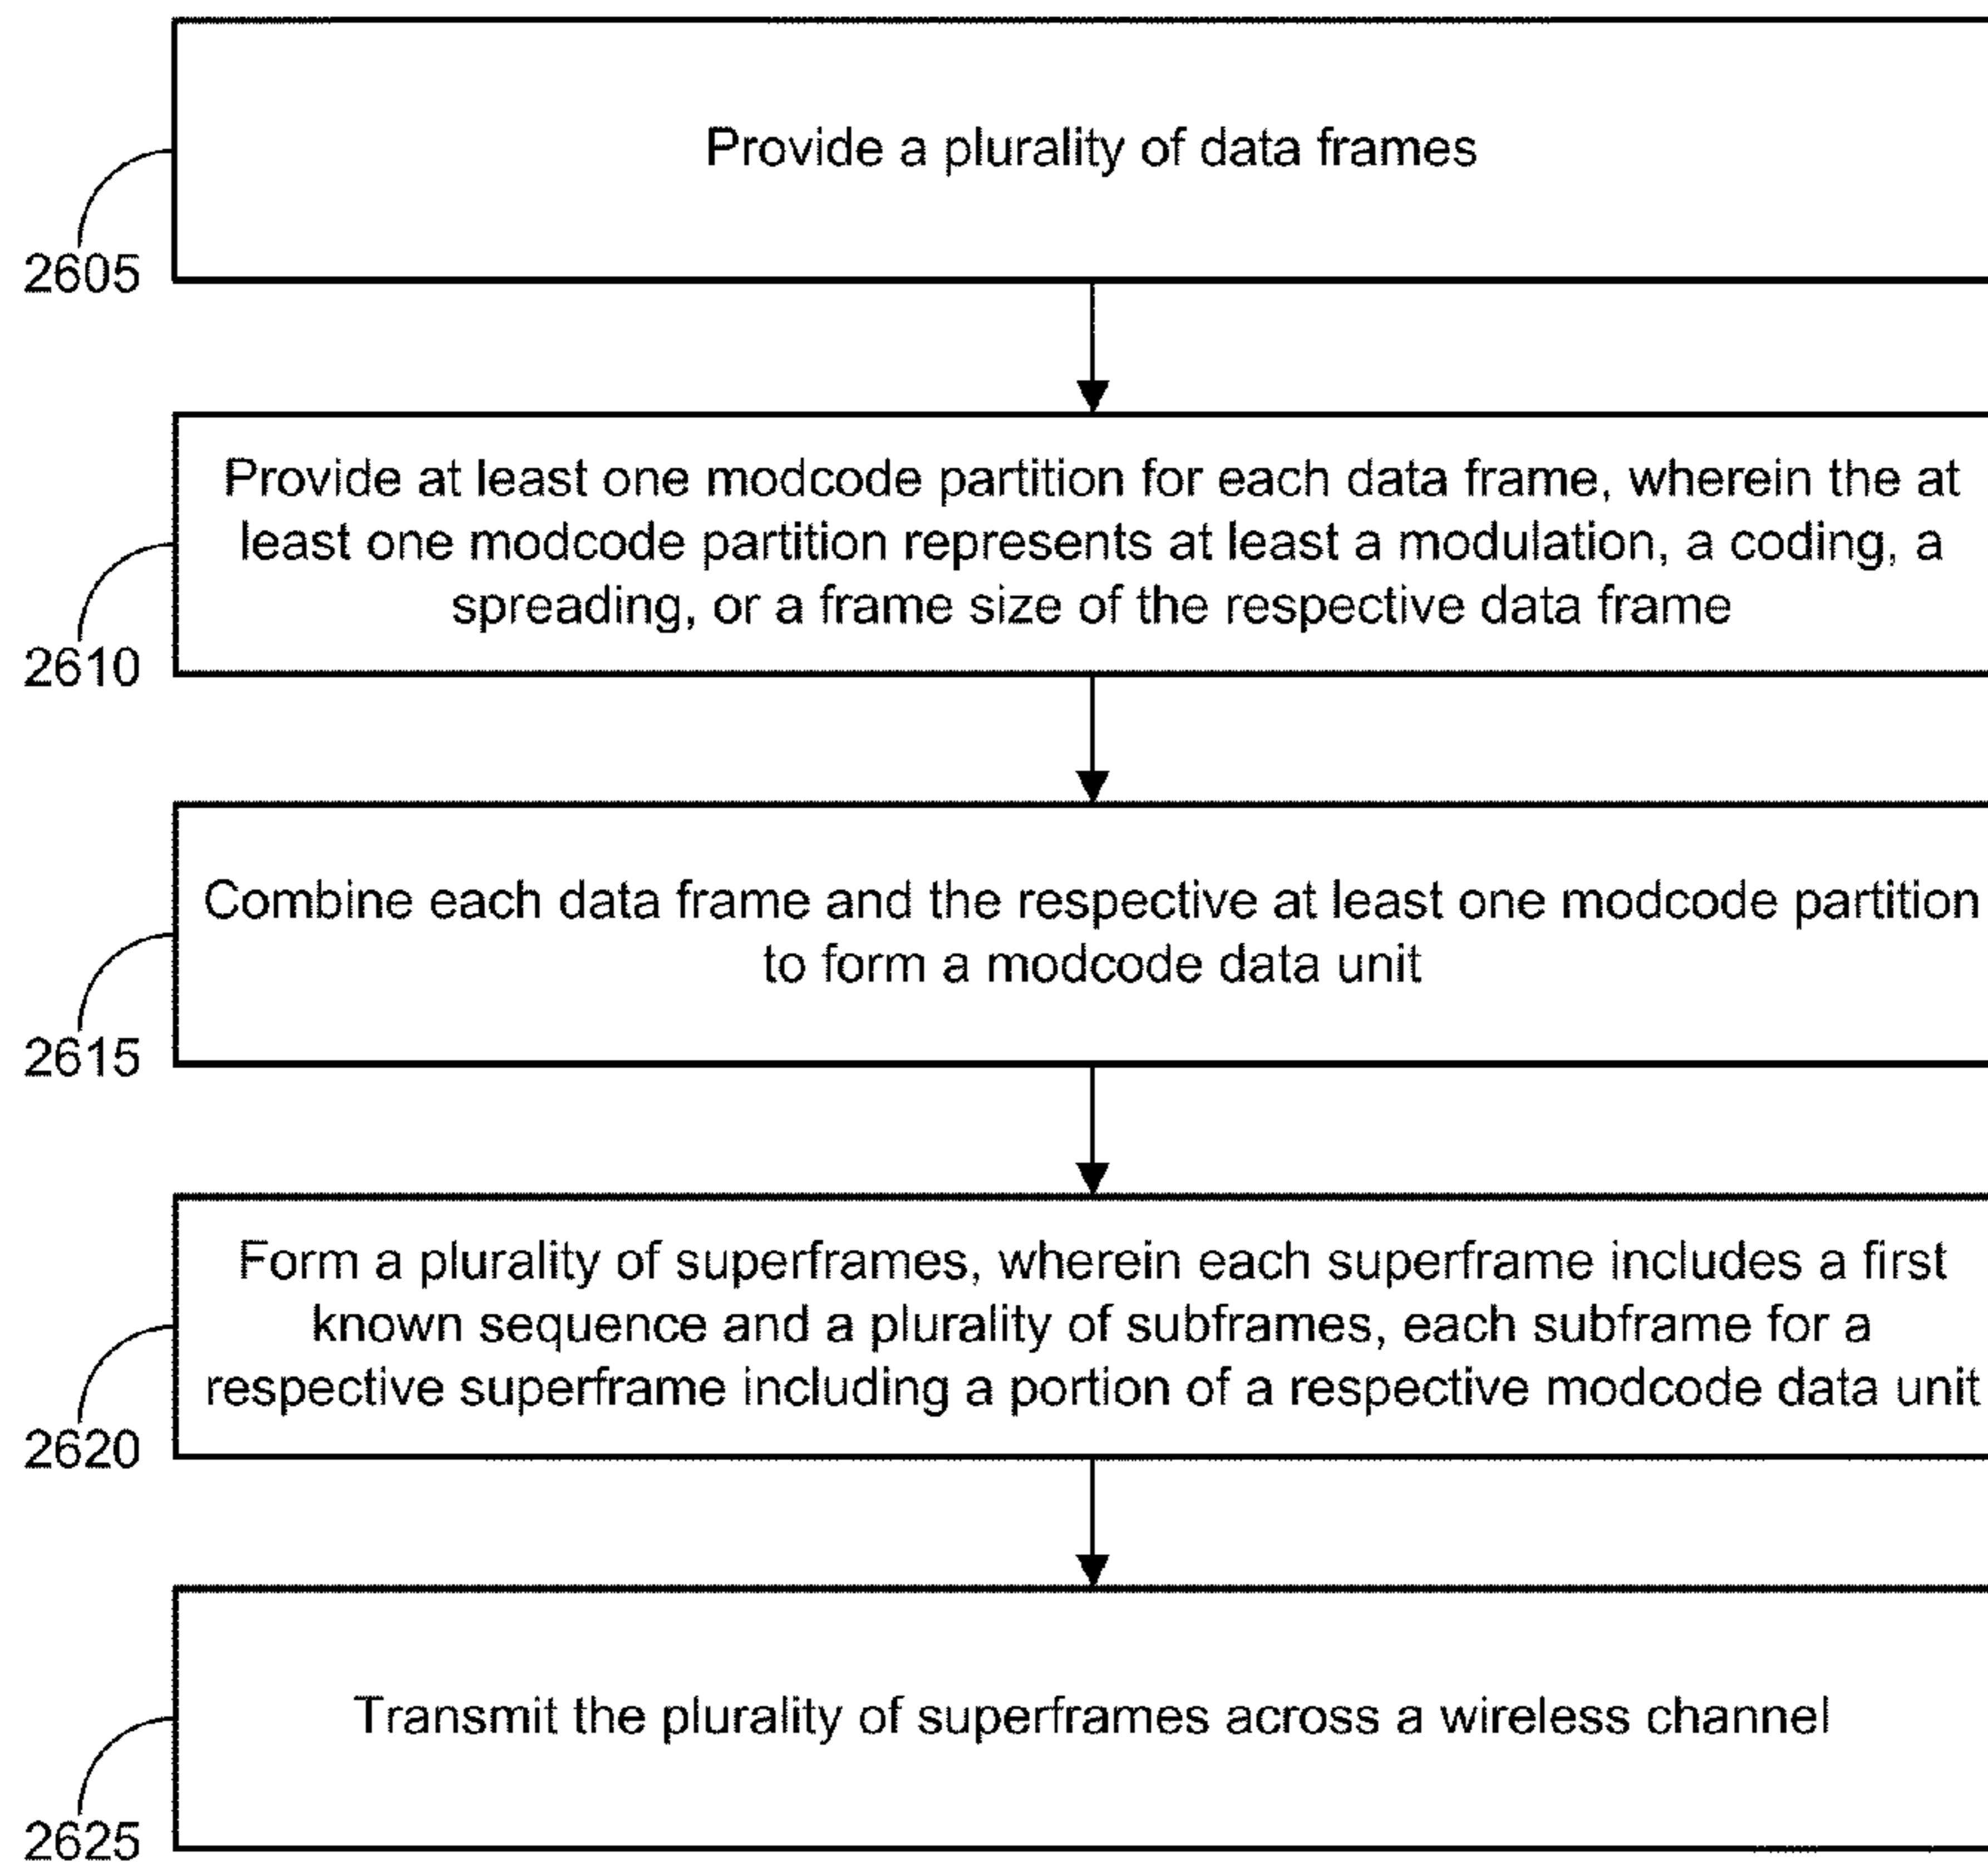 Provide a plurality of data frames
2605
Provide at least one modcode partition for each data frame, wherein the at
least one modcode partition represents at least a modulation, a coding, a
spreading, or a frame size of the respective data frame
2610
Combine each data frame and the respective at least one modcode partition
to form a modcode data unit
2615
Form a plurality of superframes, wherein each superframe includes a first
known sequence and a plurality of subframes, each subframe for a
respective superframe including a portion of a respective modcode data unit
2620
Transmit the plurality of superframes across a wireless channel
2625